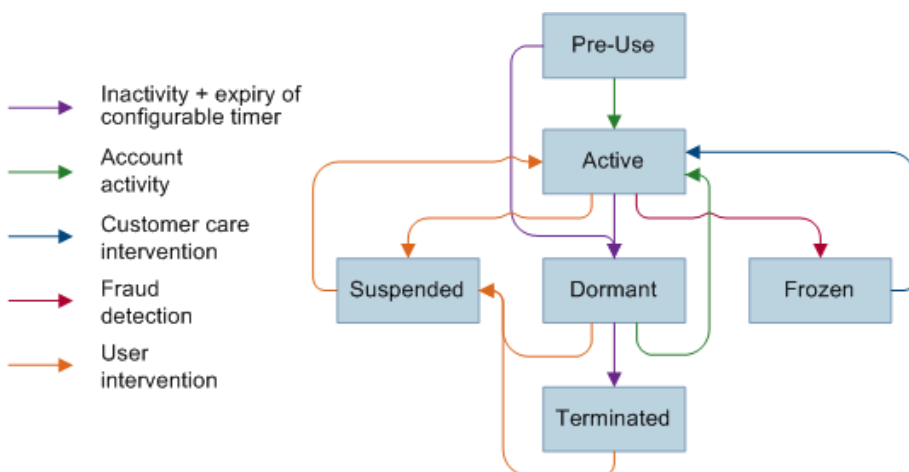 Inactivity + expiry of
configurable timer
Account
activity
Customer care
intervention
Fraud
detection
User
intervention
Pre-Use
Active
Suspended
Dormant
Frozen
Terminated